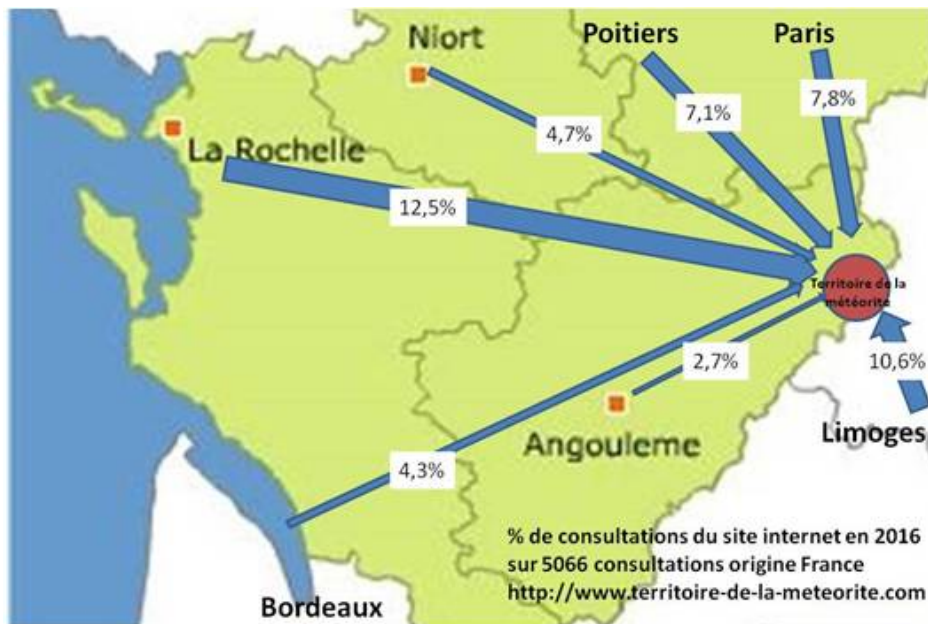 Niort
Poitiers
Paris
7,1%
7,8%
4,7%
La Rochelle
12,5%
Territoire de la
météorite
2,7%
10,6%
Angouleme
Limoges
4,3%
% de consultations du site internet en 2016
sur 5066 consultations origine France
http://www.territoire-de-la-meteorite.com
Bordeaux